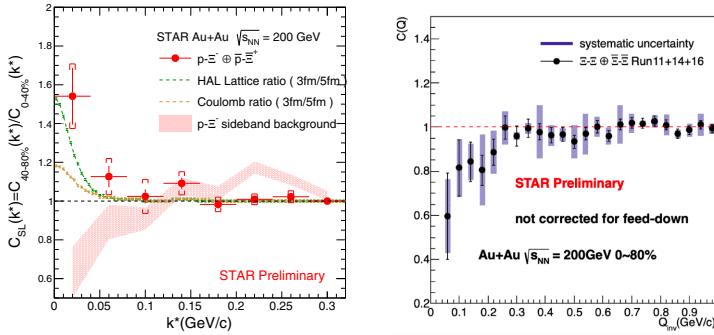 STAR Au+Au √s_NN = 200 GeV
p-Ξ⁻ ⊕ p̄-Ξ̄⁺
HAL Lattice ratio ( 3fm/5fm )
Coulomb ratio ( 3fm/5fm )
p-Ξ⁻ sideband background
C_SL(k*)=C_40-80%(k*)/C_0-40%(k*)
2
1.8
1.6
1.4
1.2
1
0.8
0.6
STAR Preliminary
0 0.05 0.1 0.15 0.2 0.25 0.3
k*(GeV/c)
C(Q)
systematic uncertainty
Ξ-Ξ ⊕ Ξ̄-Ξ̄ Run11+14+16
1.6
1.4
1.2
1
0.8
0.6
0.4
0.2
STAR Preliminary
not corrected for feed-down
Au+Au √s_NN = 200GeV 0~80%
0 0.1 0.2 0.3 0.4 0.5 0.6 0.7 0.8 0.9
Q_inv(GeV/c)